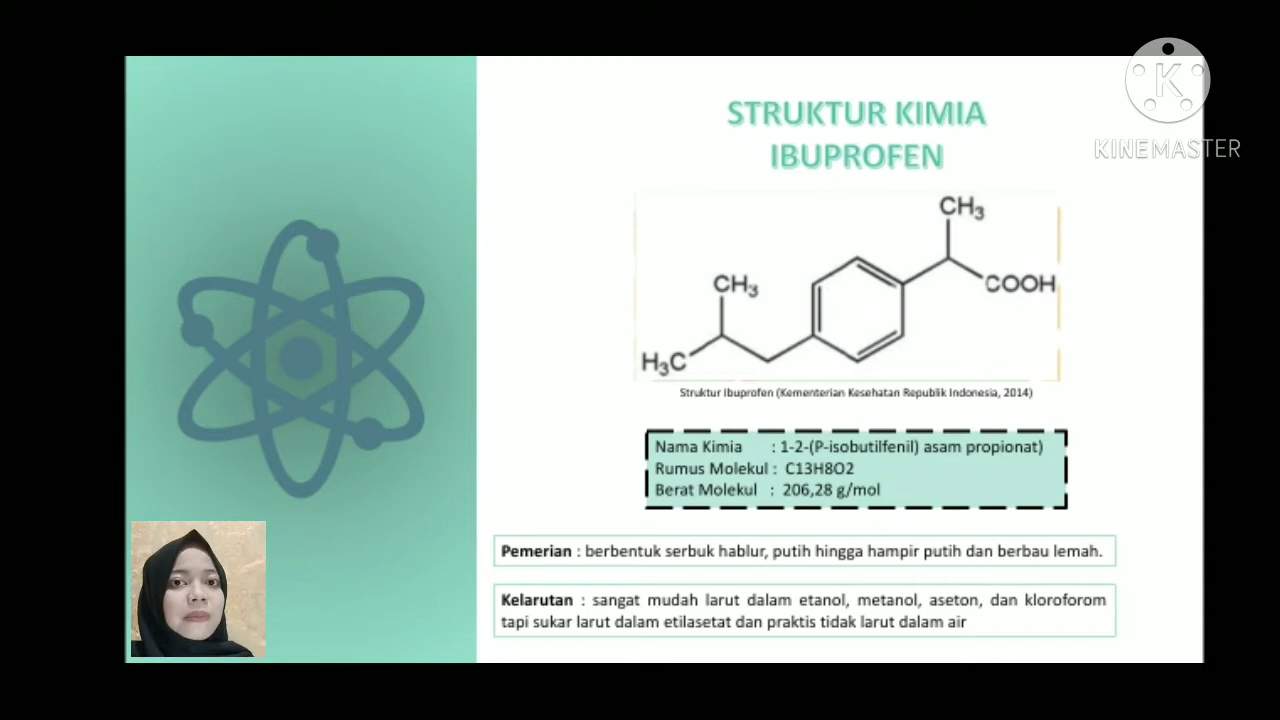 STRUKTUR KIMIA
IBUPROFEN
KINEMASTER
CH3
CH3
COOH
H3C
Struktur Ibuprofen (Kementerian Kesehatan Republik Indonesia, 2014)
Nama Kimia : 1-2-(P-isobutilfenil) asam propionat)
Rumus Molekul : C13H8O2
Berat Molekul : 206,28 g/mol
Pemerian : berbentuk serbuk hablur, putih hingga hampir putih dan berbau lemah.
Kelarutan : sangat mudah larut dalam etanol, metanol, aseton, dan kloroforom
tapi sukar larut dalam etilasetat dan praktis tidak larut dalam air